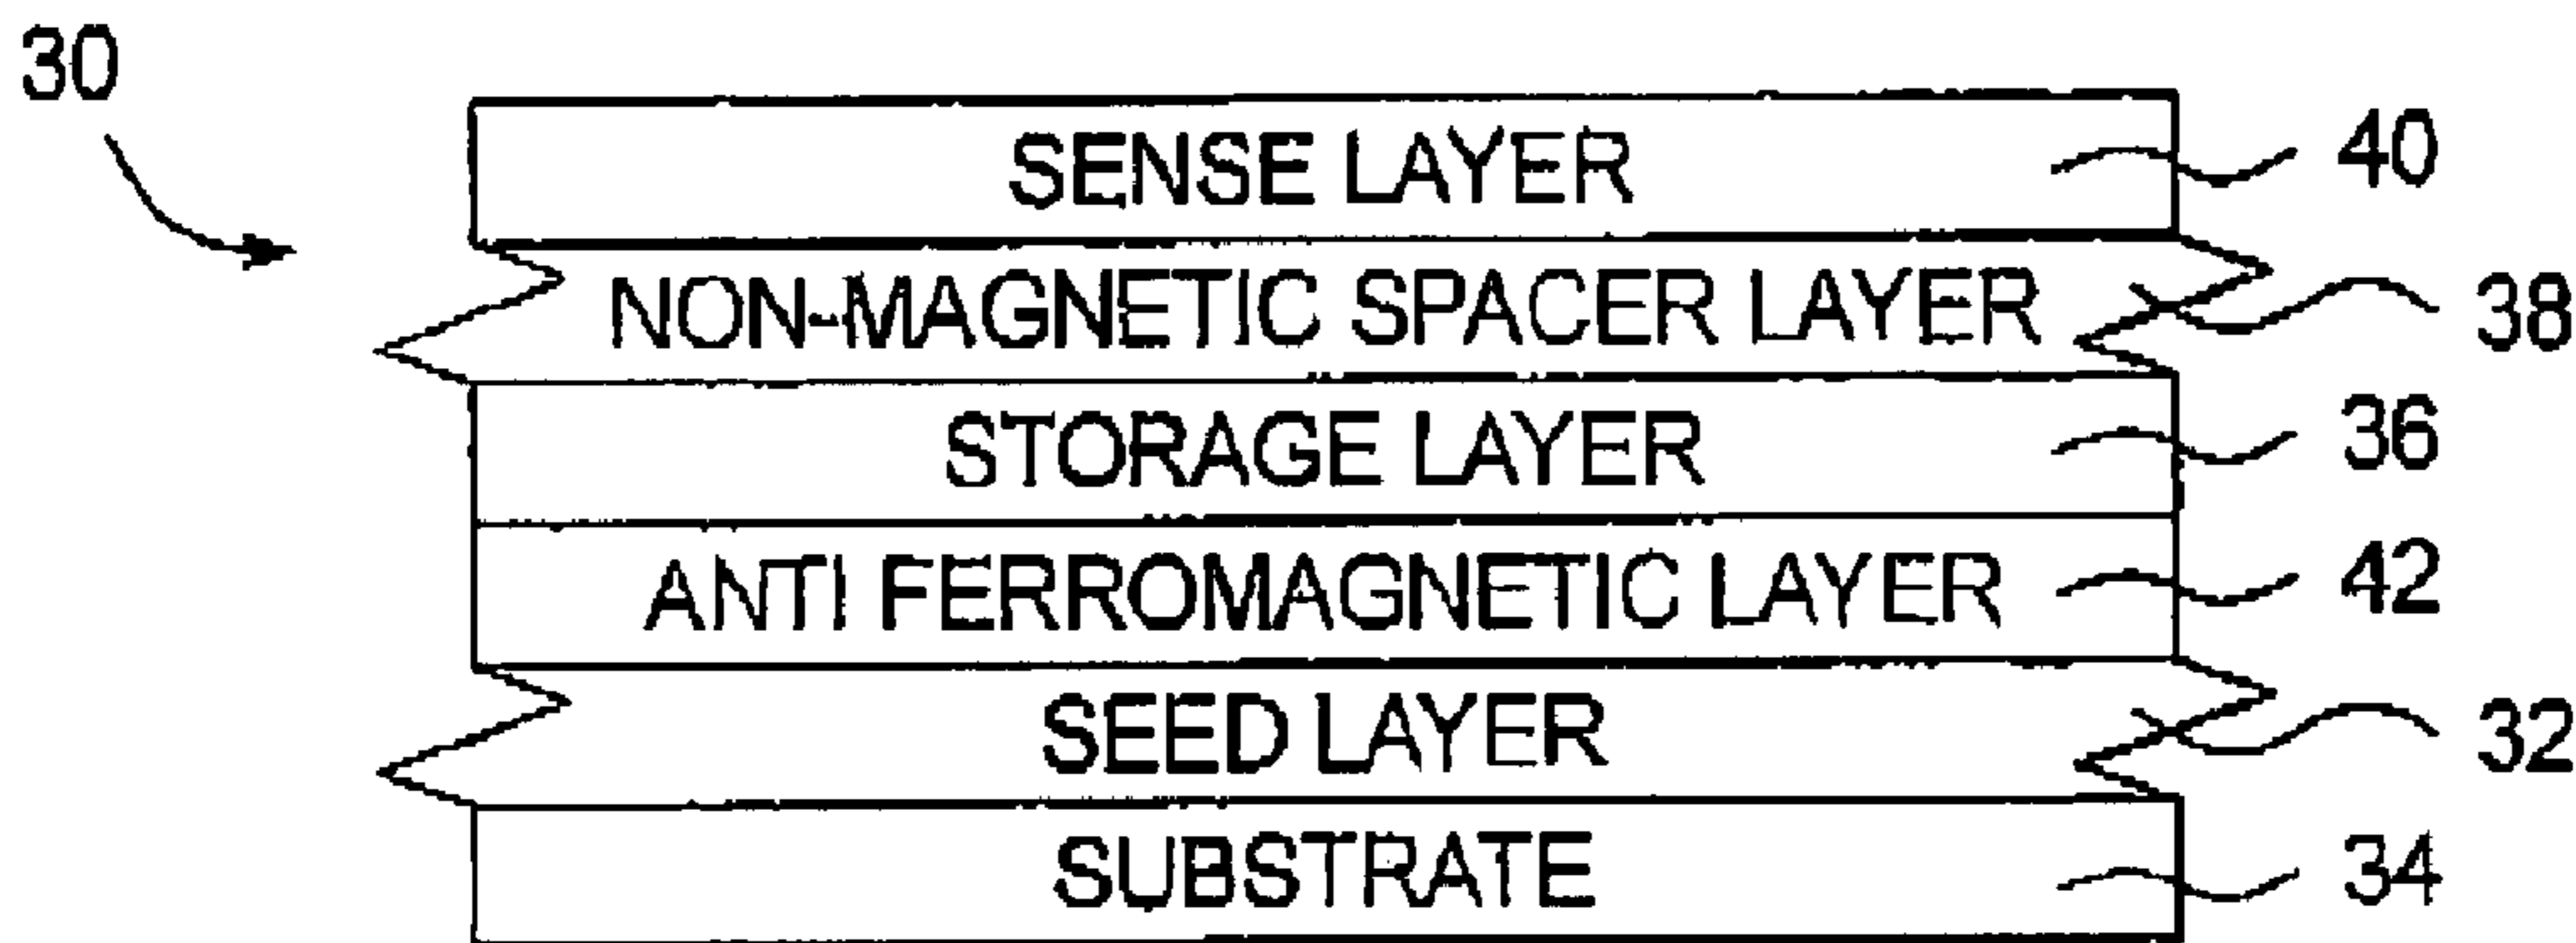 30
SENSE LAYER 40
NON-MAGNETIC SPACER LAYER 38
STORAGE LAYER 36
ANTI FERROMAGNETIC LAYER 42
SEED LAYER 32
SUBSTRATE 34